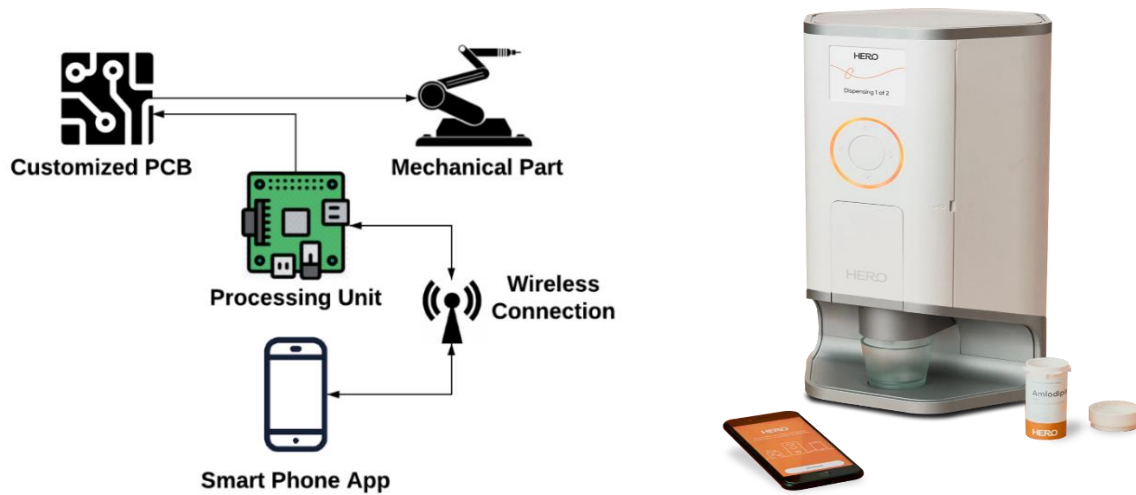 Customized PCB
Mechanical Part
Processing Unit
Wireless
Connection
Smart Phone App
HERO
Dispensing 1 of 2
HERO
HERO
Amlodip
HERO